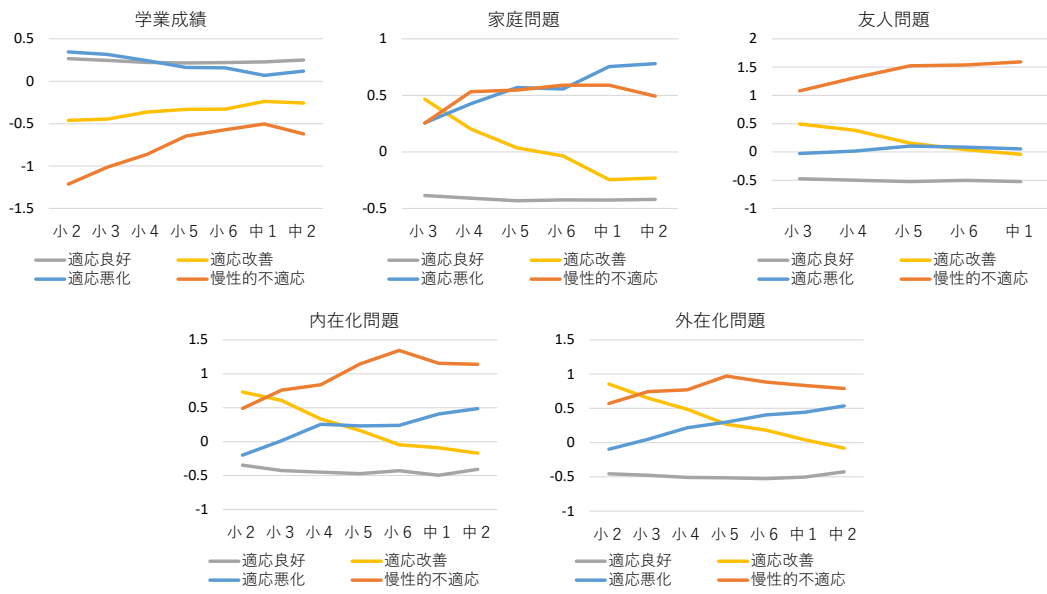 学業成績
0.5
0
-0.5
-1
-1.5
小2 小3 小4 小5 小6 中1 中2
適応良好 適応改善
適応悪化 慢性的不適応
家庭問題
1
0.5
0
-0.5
小3 小4 小5 小6 中1 中2
適応良好 適応改善
適応悪化 慢性的不適応
友人問題
2
1.5
1
0.5
0
-0.5
-1
小3 小4 小5 小6 中1
適応良好 適応改善
適応悪化 慢性的不適応
内在化問題
1.5
1
0.5
0
-0.5
-1
小2 小3 小4 小5 小6 中1 中2
適応良好 適応改善
適応悪化 慢性的不適応
外在化問題
1.5
1
0.5
0
-0.5
-1
小2 小3 小4 小5 小6 中1 中2
適応良好 適応改善
適応悪化 慢性的不適応